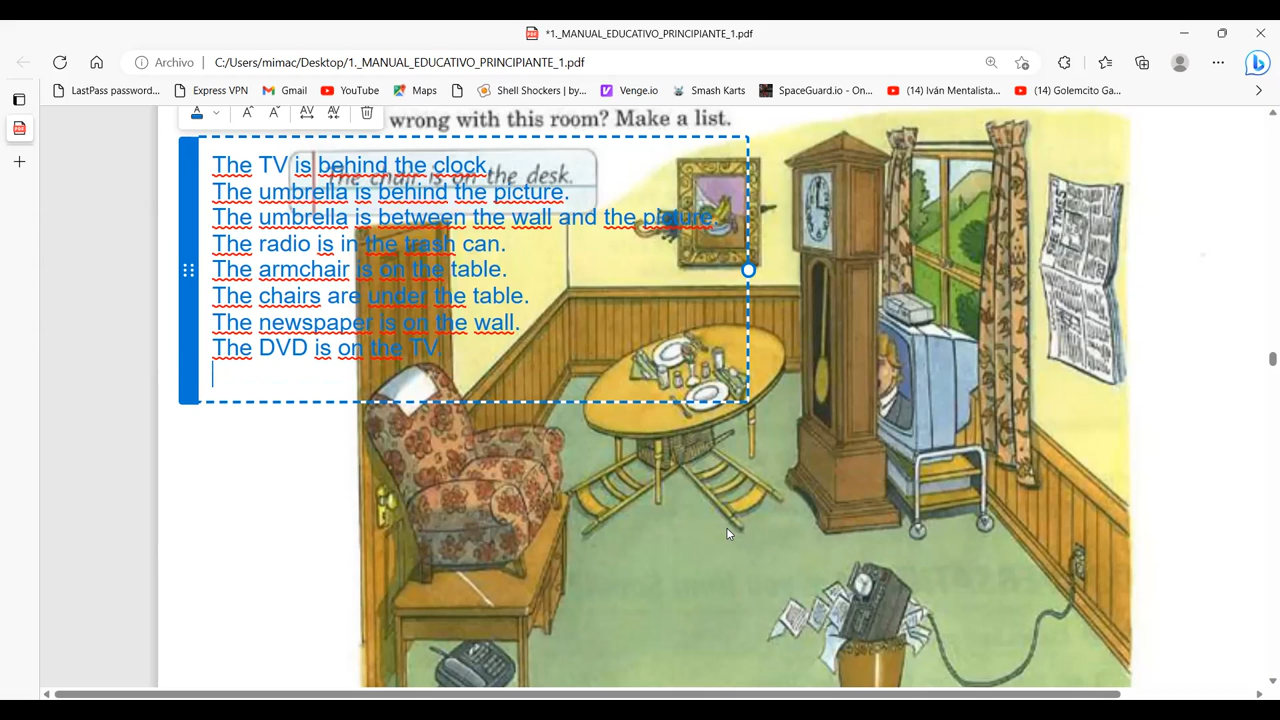 *1._MANUAL_EDUCATIVO_PRINCIPIANTE_1.pdf
Archivo | C:/Users/mimac/Desktop/1._MANUAL_EDUCATIVO_PRINCIPIANTE_1.pdf
LastPass password... Express VPN Gmail YouTube Maps Shell Shockers | by... Venge.io Smash Karts SpaceGuard.io - On... (14) Iván Mentalista... (14) Golemcito Ga...
wrong with this room? Make a list.
The chair is on the desk.
The TV is behind the clock
The umbrella is behind the picture.
The umbrella is between the wall and the picture.
The radio is in the trash can.
The armchair is on the table.
The chairs are under the table.
The newspaper is on the wall.
The DVD is on the TV